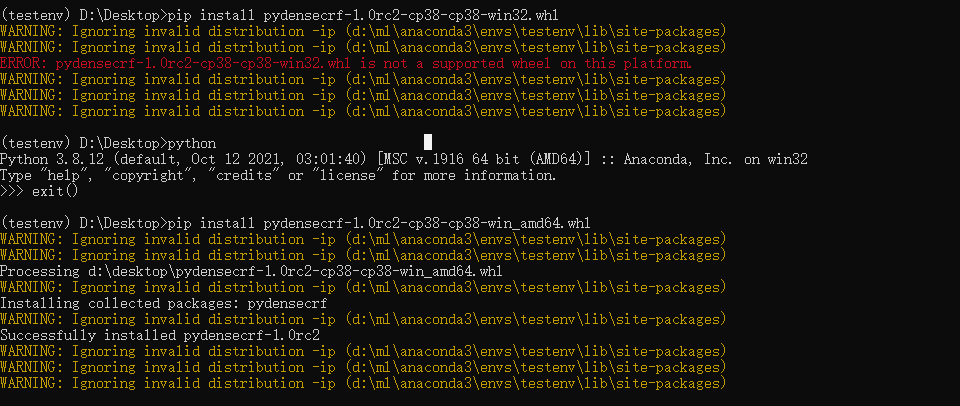 (testenv) D:\Desktop>pip install pydensecrf-1.0rc2-cp38-cp38-win32.whl
WARNING: Ignoring invalid distribution -ip (d:\ml\anaconda3\envs\testenv\lib\site-packages)
WARNING: Ignoring invalid distribution -ip (d:\ml\anaconda3\envs\testenv\lib\site-packages)
ERROR: pydensecrf-1.0rc2-cp38-cp38-win32.whl is not a supported wheel on this platform.
WARNING: Ignoring invalid distribution -ip (d:\ml\anaconda3\envs\testenv\lib\site-packages)
WARNING: Ignoring invalid distribution -ip (d:\ml\anaconda3\envs\testenv\lib\site-packages)
WARNING: Ignoring invalid distribution -ip (d:\ml\anaconda3\envs\testenv\lib\site-packages)
(testenv) D:\Desktop>python
Python 3.8.12 (default, Oct 12 2021, 03:01:40) [MSC v.1916 64 bit (AMD64)] :: Anaconda, Inc. on win32
Type "help", "copyright", "credits" or "license" for more information.
>>> exit()
(testenv) D:\Desktop>pip install pydensecrf-1.0rc2-cp38-cp38-win_amd64.whl
WARNING: Ignoring invalid distribution -ip (d:\ml\anaconda3\envs\testenv\lib\site-packages)
WARNING: Ignoring invalid distribution -ip (d:\ml\anaconda3\envs\testenv\lib\site-packages)
Processing d:\desktop\pydensecrf-1.0rc2-cp38-cp38-win_amd64.whl
WARNING: Ignoring invalid distribution -ip (d:\ml\anaconda3\envs\testenv\lib\site-packages)
Installing collected packages: pydensecrf
WARNING: Ignoring invalid distribution -ip (d:\ml\anaconda3\envs\testenv\lib\site-packages)
Successfully installed pydensecrf-1.0rc2
WARNING: Ignoring invalid distribution -ip (d:\ml\anaconda3\envs\testenv\lib\site-packages)
WARNING: Ignoring invalid distribution -ip (d:\ml\anaconda3\envs\testenv\lib\site-packages)
WARNING: Ignoring invalid distribution -ip (d:\ml\anaconda3\envs\testenv\lib\site-packages)